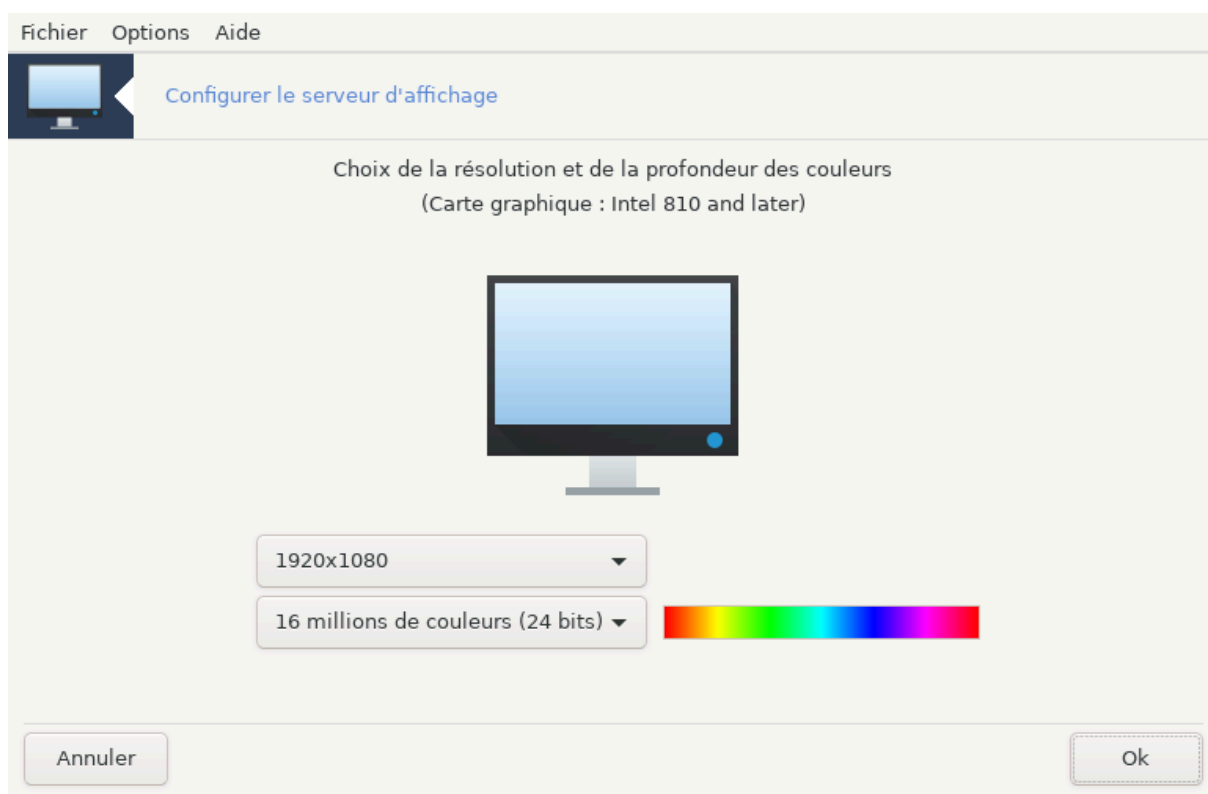 Fichier Options Aide
Configurer le serveur d'affichage
Choix de la résolution et de la profondeur des couleurs
(Carte graphique : Intel 810 and later)
1920x1080
16 millions de couleurs (24 bits)
Annuler Ok